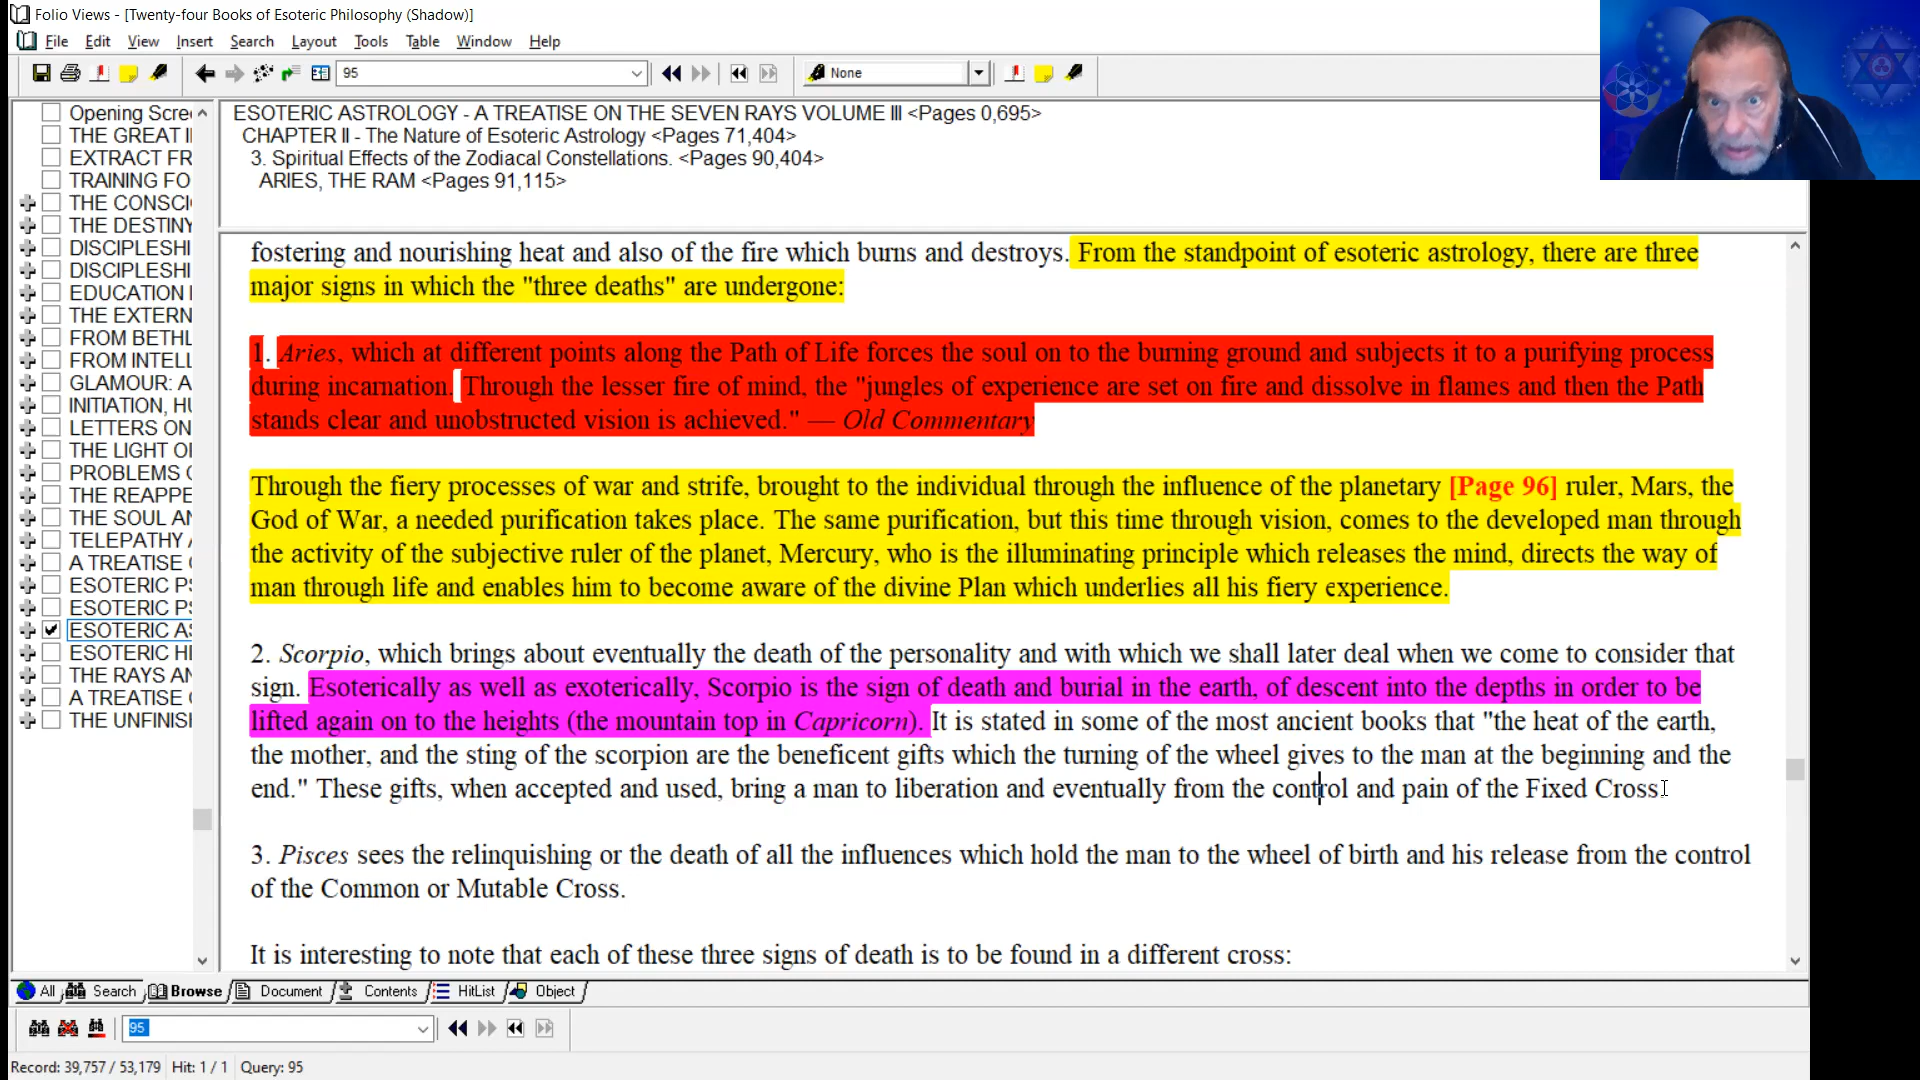 Folio Views - [Twenty-four Books of Esoteric Philosophy (Shadow)]
File Edit View Insert Search Layout Tools Table Window Help
95 None
Opening Scree
THE GREAT I
EXTRACT FR
TRAINING FO
THE CONSCI
THE DESTINY
DISCIPLESHI
DISCIPLESHI
EDUCATION
THE EXTERN
FROM BETHL
FROM INTELL
GLAMOUR: A
INITIATION, HU
LETTERS ON
THE LIGHT O
PROBLEMS
THE REAPPE
THE SOUL AN
TELEPATHY
A TREATISE
ESOTERIC PS
ESOTERIC PS
ESOTERIC AS
ESOTERIC HE
THE RAYS AN
A TREATISE
THE UNFINISH
ESOTERIC ASTROLOGY - A TREATISE ON THE SEVEN RAYS VOLUME III <Pages 0,695>
CHAPTER II - The Nature of Esoteric Astrology <Pages 71,404>
3. Spiritual Effects of the Zodiacal Constellations. <Pages 90,404>
ARIES, THE RAM <Pages 91,115>
fostering and nourishing heat and also of the fire which burns and destroys. From the standpoint of esoteric astrology, there are three
major signs in which the "three deaths" are undergone:
1. Aries, which at different points along the Path of Life forces the soul on to the burning ground and subjects it to a purifying process
during incarnation. Through the lesser fire of mind, the "jungles of experience are set on fire and dissolve in flames and then the Path
stands clear and unobstructed vision is achieved." — Old Commentary
Through the fiery processes of war and strife, brought to the individual through the influence of the planetary [Page 96] ruler, Mars, the
God of War, a needed purification takes place. The same purification, but this time through vision, comes to the developed man through
the activity of the subjective ruler of the planet, Mercury, who is the illuminating principle which releases the mind, directs the way of
man through life and enables him to become aware of the divine Plan which underlies all his fiery experience.
2. Scorpio, which brings about eventually the death of the personality and with which we shall later deal when we come to consider that
sign. Esoterically as well as exoterically, Scorpio is the sign of death and burial in the earth, of descent into the depths in order to be
lifted again on to the heights (the mountain top in Capricorn). It is stated in some of the most ancient books that "the heat of the earth,
the mother, and the sting of the scorpion are the beneficent gifts which the turning of the wheel gives to the man at the beginning and the
end." These gifts, when accepted and used, bring a man to liberation and eventually from the control and pain of the Fixed Cross.
3. Pisces sees the relinquishing or the death of all the influences which hold the man to the wheel of birth and his release from the control
of the Common or Mutable Cross.
It is interesting to note that each of these three signs of death is to be found in a different cross:
All Search Browse Document Contents HitList Object
95
Record: 39,757 / 53,179 Hit: 1 / 1 Query: 95